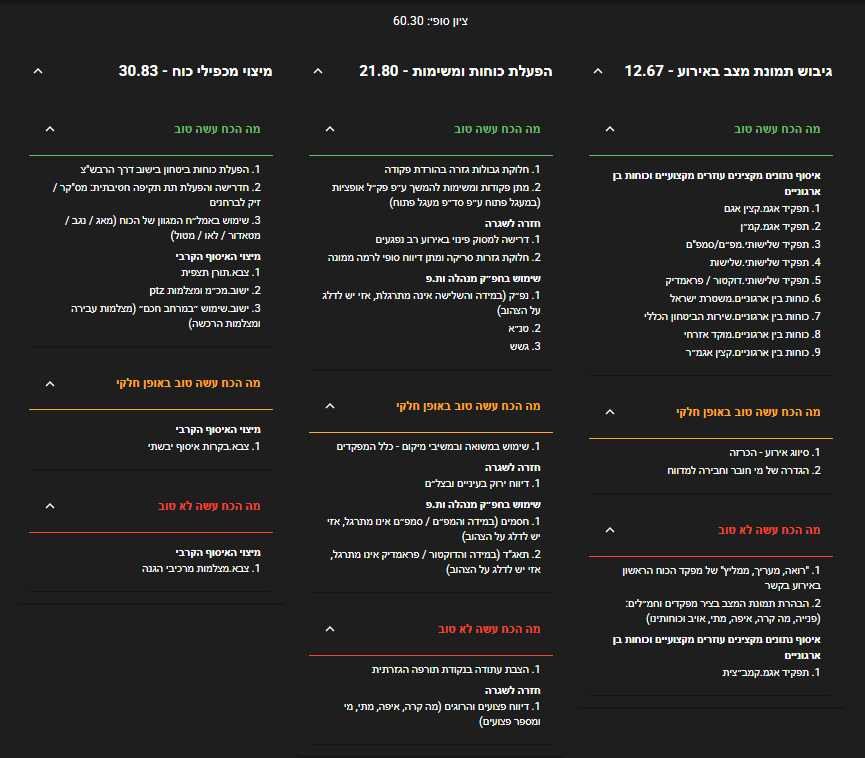 ציון סופי: 60.30
גיבוש תמונת מצב באירוע - 12.67
מה הכח עשה טוב
איסוף נתונים מקצינים עוזרים מקצועיים וכוחות בן
ארגוניים
1. תפקיד אגמ.קצין אגם
2. תפקיד אגמ.קמ"ן
3. תפקיד שלישותי.מפ"ם/סמפ"ם
4. תפקיד שלישותי.שלישות
5. תפקיד שלישותי.דוקטור / פראמדיק
6. כוחות בין ארגוניים.משטרת ישראל
7. כוחות בין ארגוניים.שירות הביטחון הכללי
8. כוחות בין ארגוניים.מוקד אזרחי
9. כוחות בין ארגוניים.קצין אגמ"ר
מה הכח עשה טוב באופן חלקי
1. סיווג אירוע - הכרזה
2. הגדרה של מי חובר וחבירה למדווח
מה הכח עשה לא טוב
1. "רואה, מעריך, ממליץ" של מפקד הכוח הראשון
באירוע בקשר
2. הבהרת תמונת המצב בציר מפקדים וחמ"לים:
(פנייה, מה קרה, איפה, מתי, אויב וכוחותינו)
איסוף נתונים מקצינים עוזרים מקצועיים וכוחות בן
ארגוניים
1. תפקיד אגמ.קמב"צית
הפעלת כוחות ומשימות - 21.80
מה הכח עשה טוב
1. חלוקת גבולות גזרה בהורדת פקודה
2. מתן פקודות ומשימות להמשך ע"פ פק"ל אופציות
(במעגל פתוח ע"פ סד"פ מעגל פתוח)
חזרה לשגרה
1. דרישה למסוק פינוי באירוע רב נפגעים
2. חלוקת גזרות סריקה ומתן דיווח סופי לרמה ממונה
שימוש בחפ"ק מנהלה ות.פ
1. נפ"ק (במידה והשלישה אינה מתרגלת, אזי יש לדלג
על הצהוב)
2. טנ"א
3. גשש
מה הכח עשה טוב באופן חלקי
1. שימוש במשואה ובמשיבי מיקום - כלל המפקדים
חזרה לשגרה
1. דיווח ירוק בעיניים ובצל"ם
שימוש בחפ"ק מנהלה ות.פ
1. חסמים (במידה והמפ"ם / סמפ"ם אינו מתרגל, אזי
יש לדלג על הצהוב)
2. תאג"ד (במידה והדוקטור / פראמדיק אינו מתרגל,
אזי יש לדלג על הצהוב)
מה הכח עשה לא טוב
1. הצבת עתודה בנקודת תורפה הגזרתית
חזרה לשגרה
1. דיווח פצועים והרוגים (מה קרה, איפה, מתי, מי
ומספר פצועים)
מיצוי מכפילי כוח - 30.83
מה הכח עשה טוב
1. הפעלת כוחות ביטחון בישוב דרך הרבש"צ
2. חדרישה והפעלת תת תקיפה חטיבתית: מס"קר /
זיק לברחנים
3. שימוש באמל"ח המגוון של הכוח (מאג / נגב /
מטאדור / לאו / מטול)
מיצוי האיסוף הקרבי
1. צבא.תורן תצפית
2. ישוב.מכ"מ ומצלמות ptz
3. ישוב.שימוש "במרחב חכם" (מצלמות עבירה
ומצלמות הרכשה)
מה הכח עשה טוב באופן חלקי
מיצוי האיסוף הקרבי
1. צבא.בקרות איסוף יבשתי
מה הכח עשה לא טוב
מיצוי האיסוף הקרבי
1. צבא.מצלמות מרכיבי הגנה